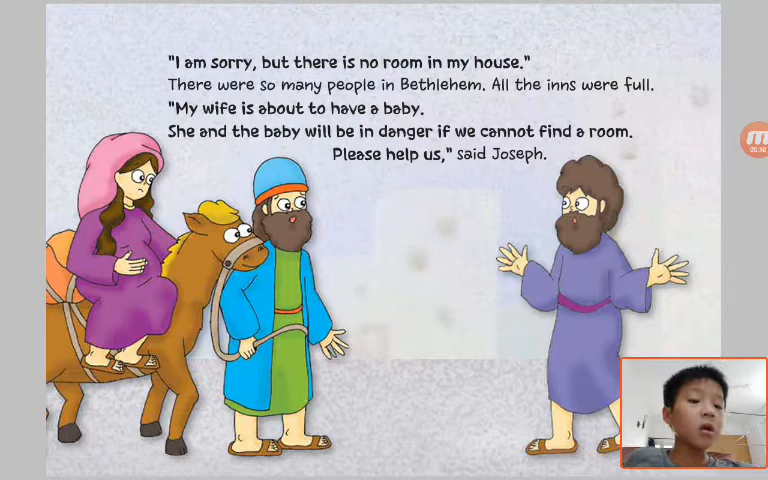 "I am sorry, but there is no room in my house."
There were so many people in Bethlehem. All the inns were full.
"My wife is about to have a baby.
She and the baby will be in danger if we cannot find a room.
Please help us," said Joseph.
05:40